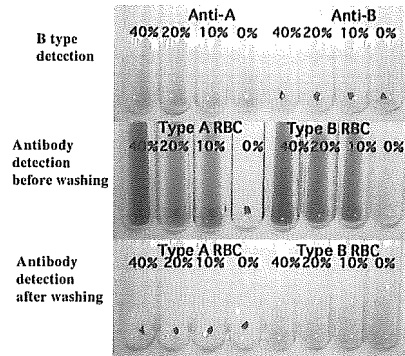 Anti-A Anti-B
B type 40% 20% 10% 0% 40% 20% 10% 0%
detection
Type A RBC Type B RBC
Antibody 40% 20% 10% 0% 40% 20% 10% 0%
detection
before washing
Type A RBC Type B RBC
Antibody 40% 20% 10% 0% 40% 20% 10% 0%
detection
after washing